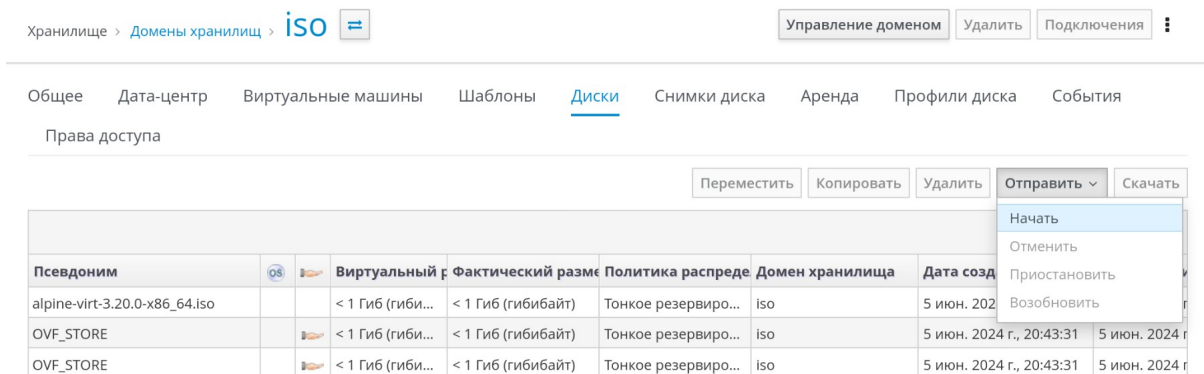 Хранилище > Домены хранилищ > iso
Управление доменом Удалить Подключения
Общее Дата-центр Виртуальные машины Шаблоны Диски Снимки диска Аренда Профили диска События
Права доступа
Переместить Копировать Удалить Отправить Скачать
Начать
Отменить
Приостановить
Возобновить
Псевдоним OS Виртуальный Фактический разме Политика распреде Домен хранилища Дата созд
alpine-virt-3.20.0-x86_64.iso < 1 Гиб (гиби... < 1 Гиб (гибибайт) Тонкое резервиро... iso 5 июн. 202
OVF_STORE < 1 Гиб (гиби... < 1 Гиб (гибибайт) Тонкое резервиро... iso 5 июн. 2024 г., 20:43:31 5 июн. 2024
OVF_STORE < 1 Гиб (гиби... < 1 Гиб (гибибайт) Тонкое резервиро... iso 5 июн. 2024 г., 20:43:31 5 июн. 2024